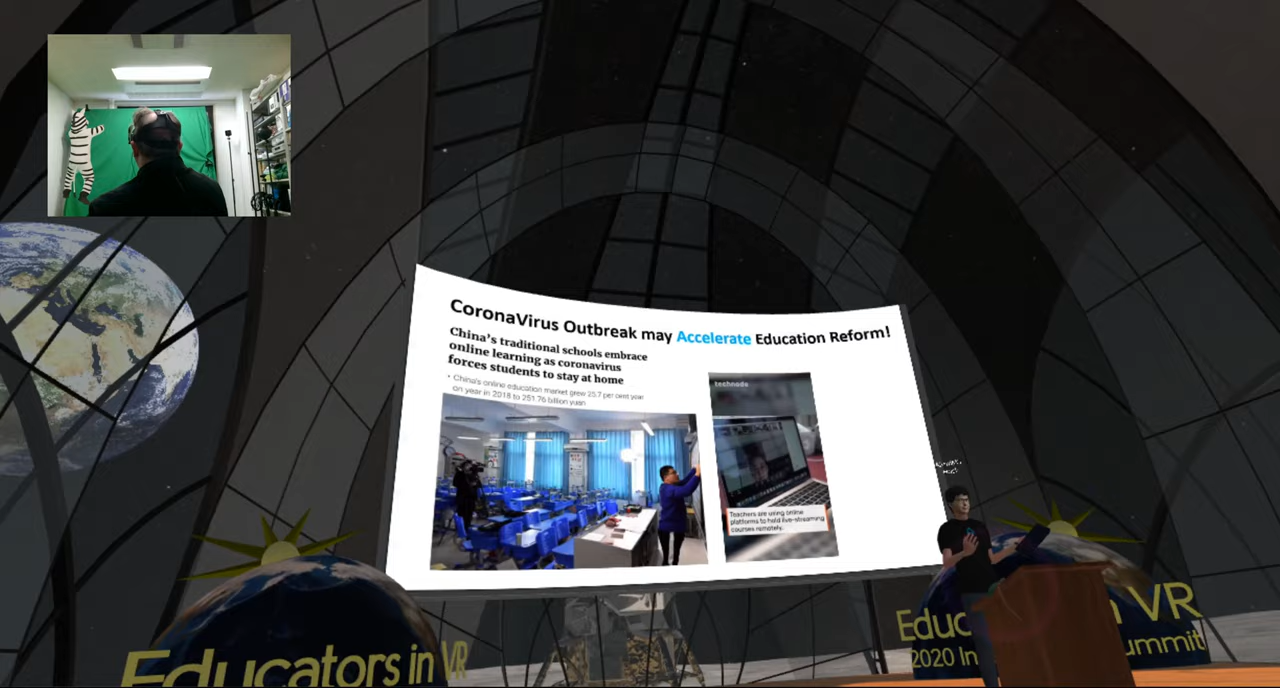 CoronaVirus Outbreak may Accelerate Education Reform!
China's traditional schools embrace
online learning as coronavirus
forces students to stay at home
• China's online education market grew 25.7 per cent year
on year in 2018 to 251.76 billion yuan
technode
Teachers are using online
platforms to hold live-streaming
courses remotely.
Host
Educators in VR
Educ
n VR
2020 In
ummit